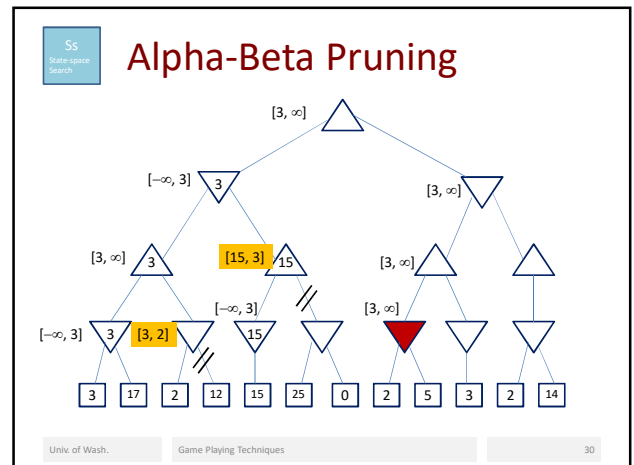 Ss
State-space
Search
Alpha-Beta Pruning
[3, ∞]
[−∞, 3] 3 [3, ∞]
[3, ∞] 3 [15, 3] 15 [3, ∞]
[−∞, 3] [3, ∞]
[−∞, 3] 3 [3, 2] 15
3 17 2 12 15 25 0 2 5 3 2 14
Univ. of Wash. Game Playing Techniques 30